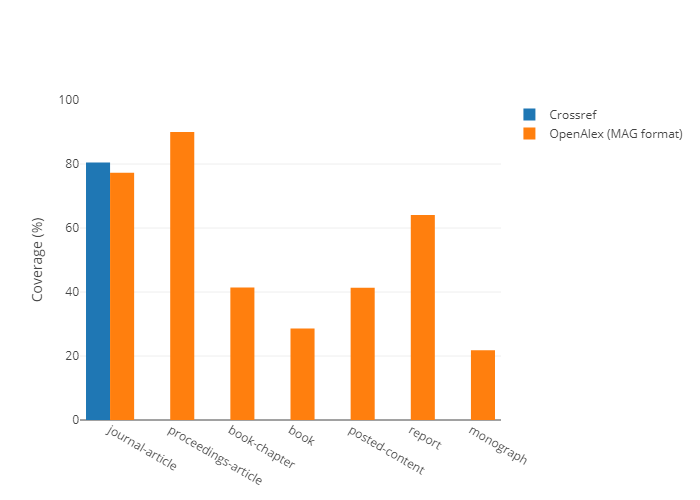 100
80
60
40
20
0
Coverage (%)
journal-article
proceedings-article
book-chapter
book
posted-content
report
monograph
Crossref
OpenAlex (MAG format)